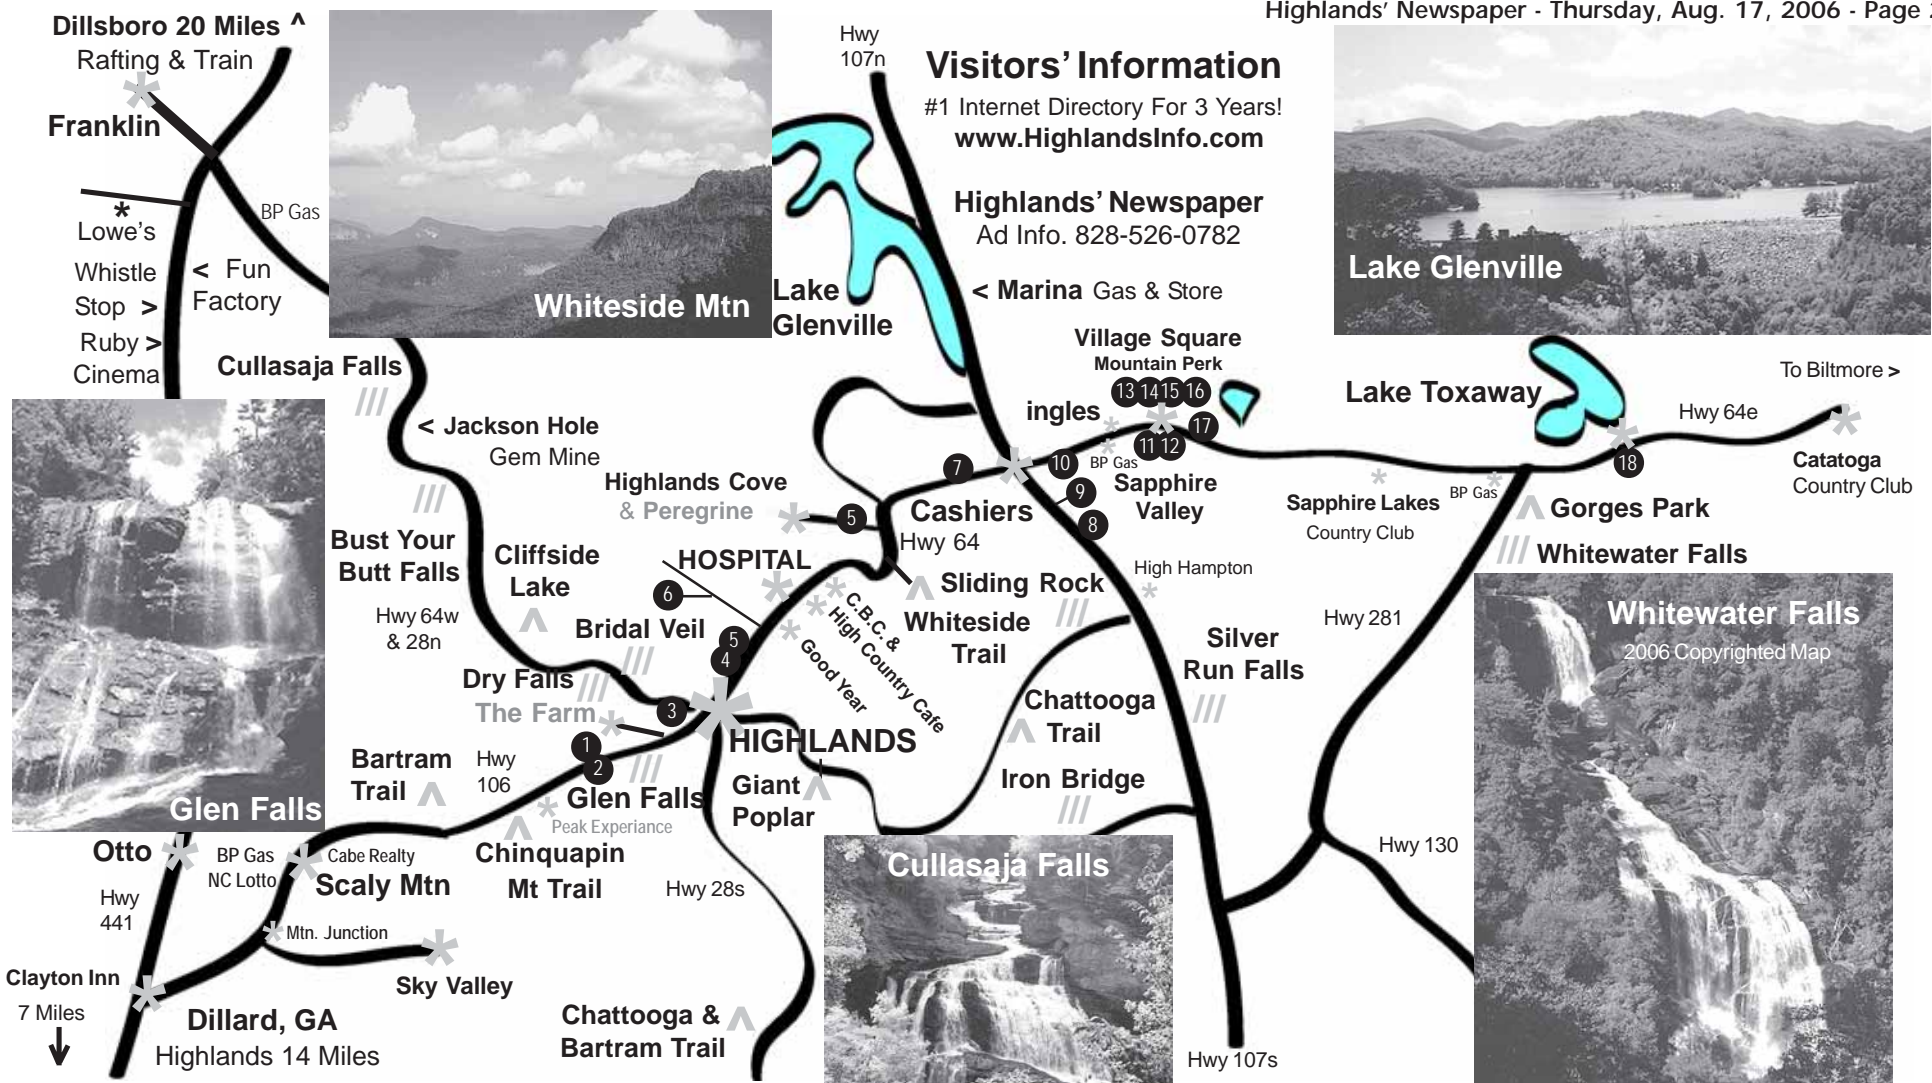 Highlands' Newspaper - Thursday, Aug. 17, 2006 - Page
Dillsboro 20 Miles ^
Rafting & Train
Franklin
BP Gas
*
Lowe's
Whistle
Stop >
< Fun
Factory
Ruby >
Cinema
Whiteside Mtn
Hwy
107n
Visitors' Information
#1 Internet Directory For 3 Years!
www.HighlandsInfo.com
Highlands' Newspaper
Ad Info. 828-526-0782
Lake
Glenville
< Marina Gas & Store
Lake Glenville
Village Square
Mountain Perk
13 14 15 16
ingles
17
11 12
BP Gas
10
9
8
7
Sapphire
Valley
Lake Toxaway
To Biltmore >
Hwy 64e
18
Catatoga
Country Club
Sapphire Lakes
Country Club
BP Gas
Gorges Park
Whitewater Falls
Cullasaja Falls
< Jackson Hole
Gem Mine
Highlands Cove
& Peregrine
5
Cashiers
Hwy 64
Bust Your
Butt Falls
Cliffside
Lake
HOSPITAL
6
Sliding Rock
High Hampton
Whiteside
Trail
C.B.C. &
High Country Cafe
Good Year
Hwy 64w
& 28n
Bridal Veil
5
4
Dry Falls
The Farm
3
Silver
Run Falls
Hwy 281
Whitewater Falls
2006 Copyrighted Map
Chattooga
Trail
HIGHLANDS
1
2
Bartram
Trail
Hwy
106
Glen Falls
Giant
Poplar
Iron Bridge
Peak Experiance
Glen Falls
Otto
BP Gas
NC Lotto
Cabe Realty
Scaly Mtn
Chinquapin
Mt Trail
Hwy 28s
Cullasaja Falls
Hwy 130
Hwy
441
Mtn. Junction
Clayton Inn
7 Miles
Sky Valley
Dillard, GA
Highlands 14 Miles
Chattooga &
Bartram Trail
Hwy 107s